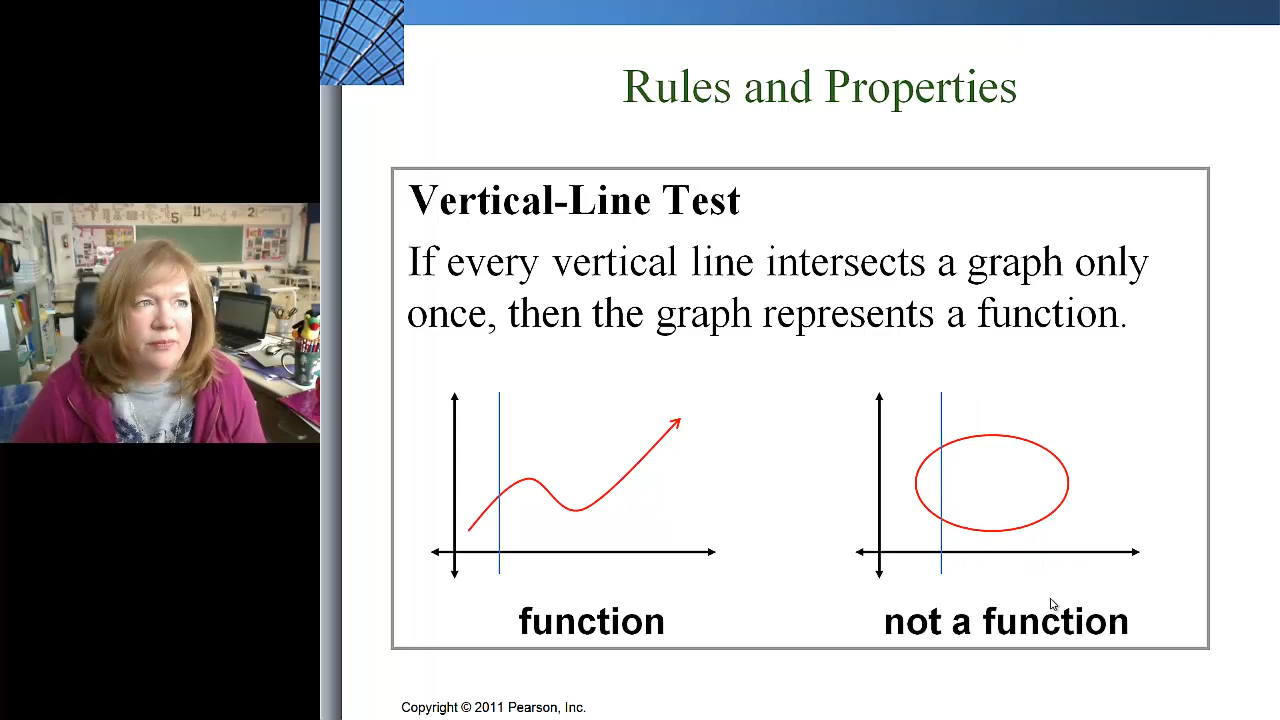 Rules and Properties
Vertical-Line Test
If every vertical line intersects a graph only
once, then the graph represents a function.
function
not a function
Copyright © 2011 Pearson, Inc.